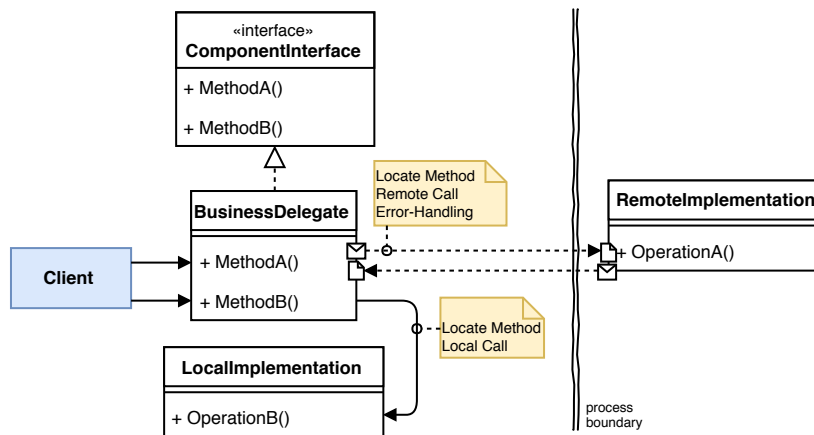 «interface»
ComponentInterface
+ MethodA()
+ MethodB()
Locate Method
Remote Call
Error-Handling
BusinessDelegate
+ MethodA()
+ MethodB()
RemoteImplementation
+ OperationA()
Client
Locate Method
Local Call
LocalImplementation
+ OperationB()
process
boundary